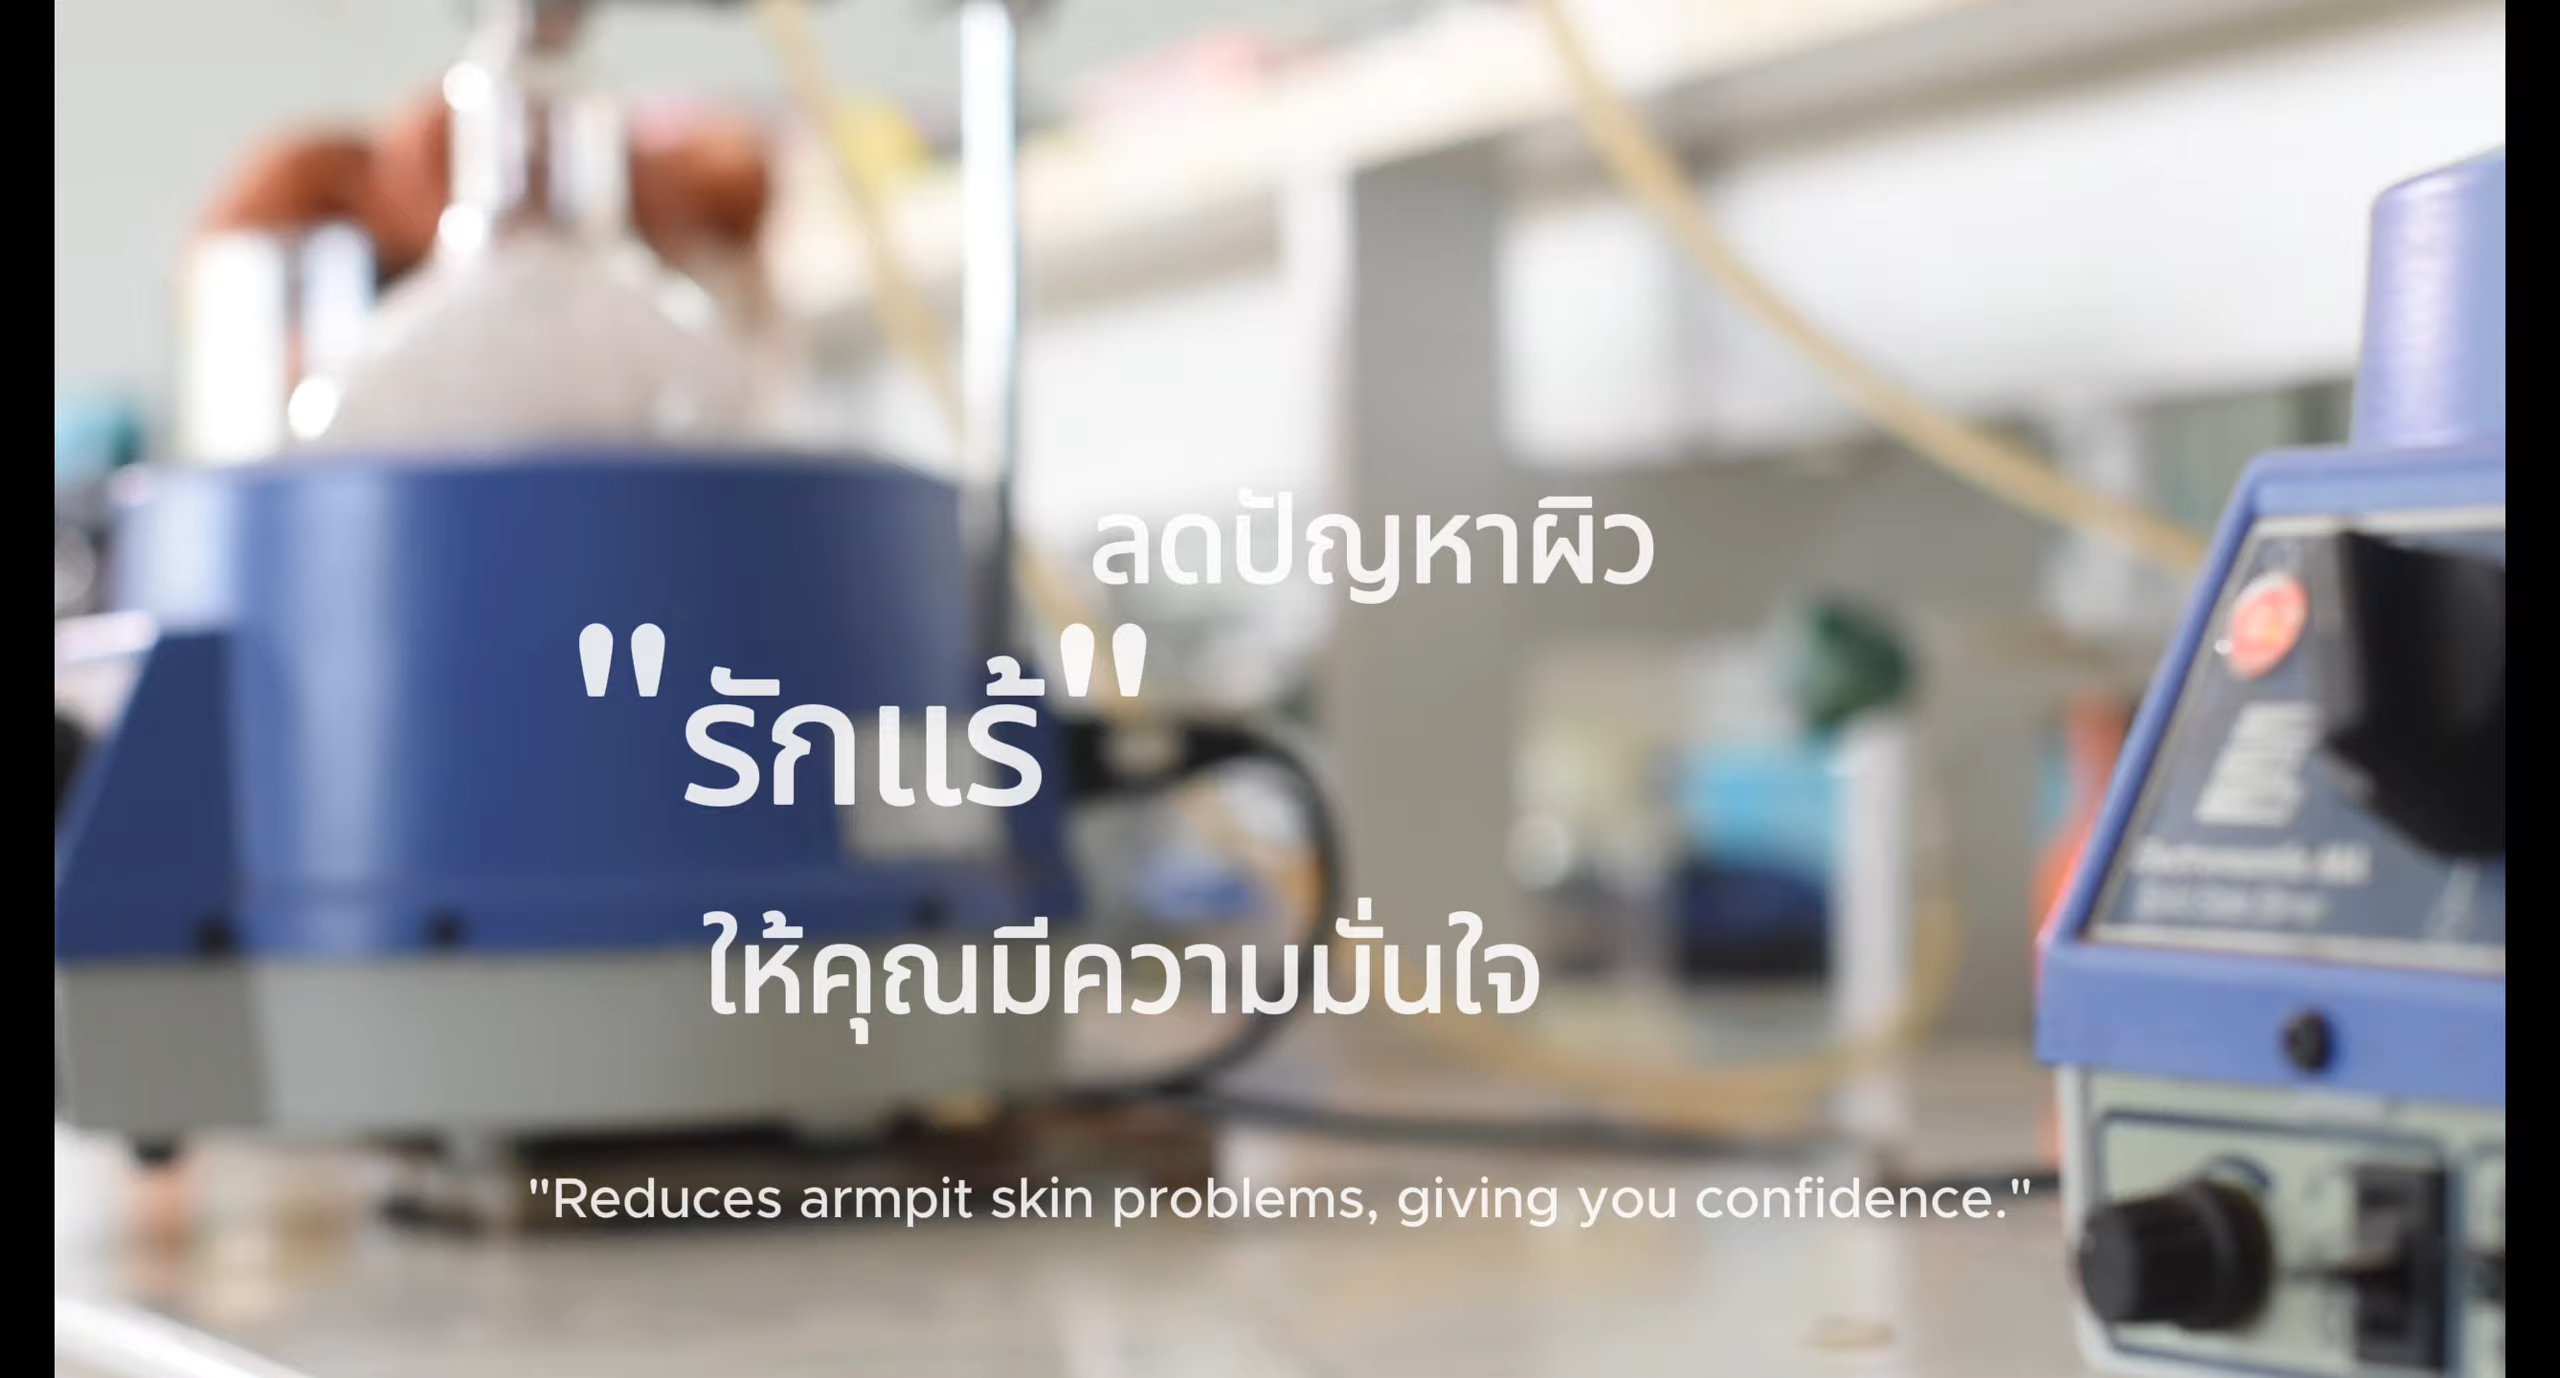 ลดปัญหาผิว
"รักแร้"
ให้คุณมีความมั่นใจ
"Reduces armpit skin problems, giving you confidence."